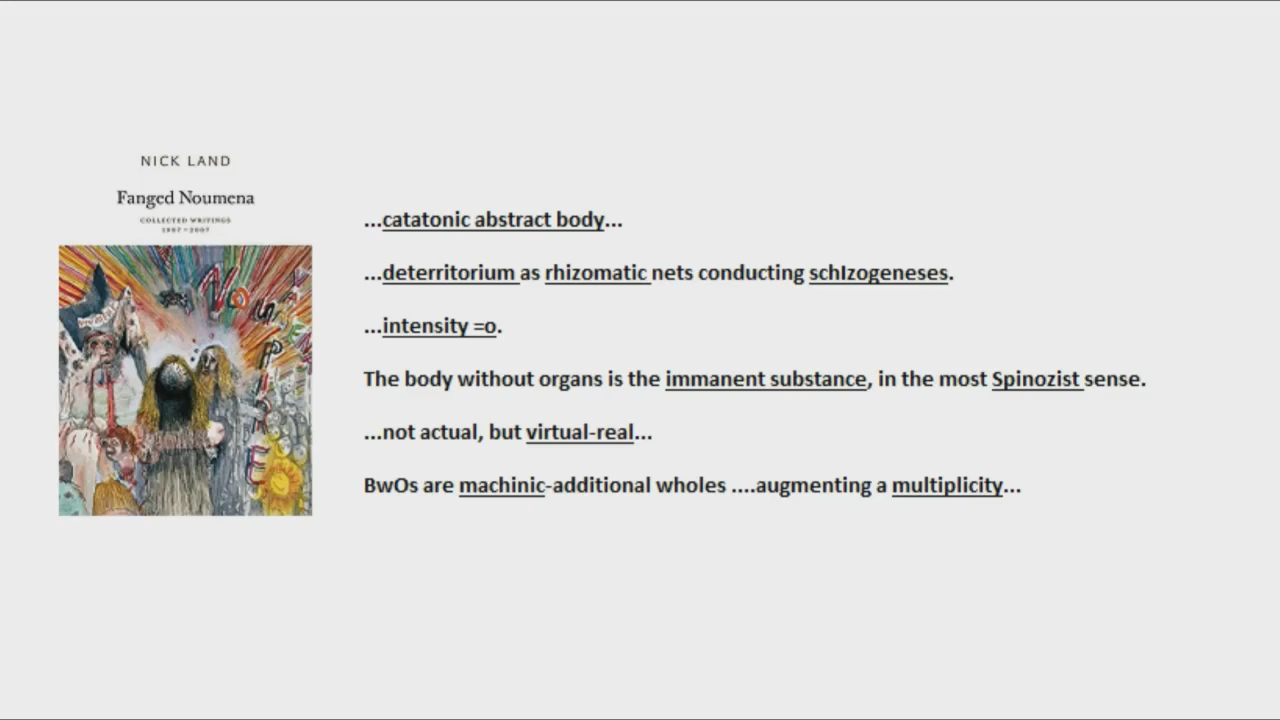 NICK LAND
Fanged Noumena
COLLECTED WRITINGS
1987–2007
...catatonic abstract body...
...deterritorium as rhizomatic nets conducting schIzogeneses.
...intensity =o.
The body without organs is the immanent substance, in the most Spinozist sense.
...not actual, but virtual-real...
BwOs are machinic-additional wholes ....augmenting a multiplicity...